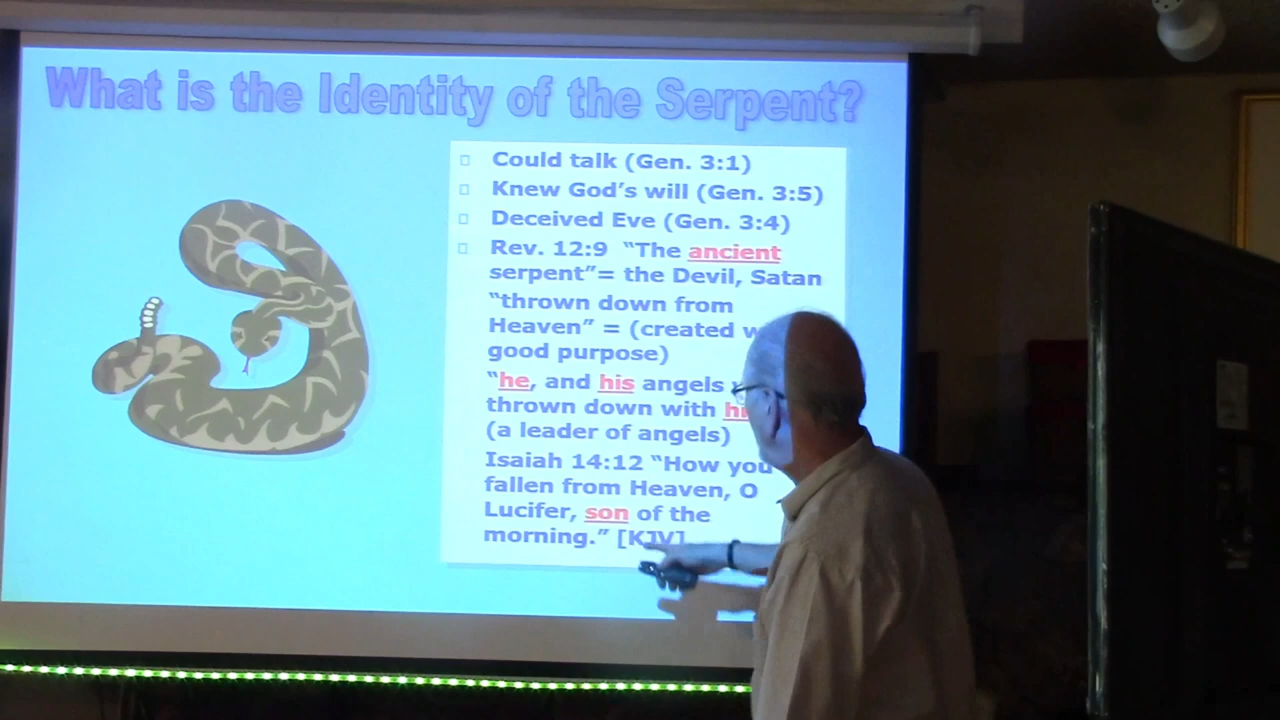 What is the Identity of the Serpent?
Could talk (Gen. 3:1)
Knew God's will (Gen. 3:5)
Deceived Eve (Gen. 3:4)
Rev. 12:9 "The ancient
serpent"= the Devil, Satan
"thrown down from
Heaven" = (created
good purpose)
"he, and his angels
thrown down with
(a leader of angels)
Isaiah 14:12 "How you
fallen from Heaven, O
Lucifer, son of the
morning." [KJV]